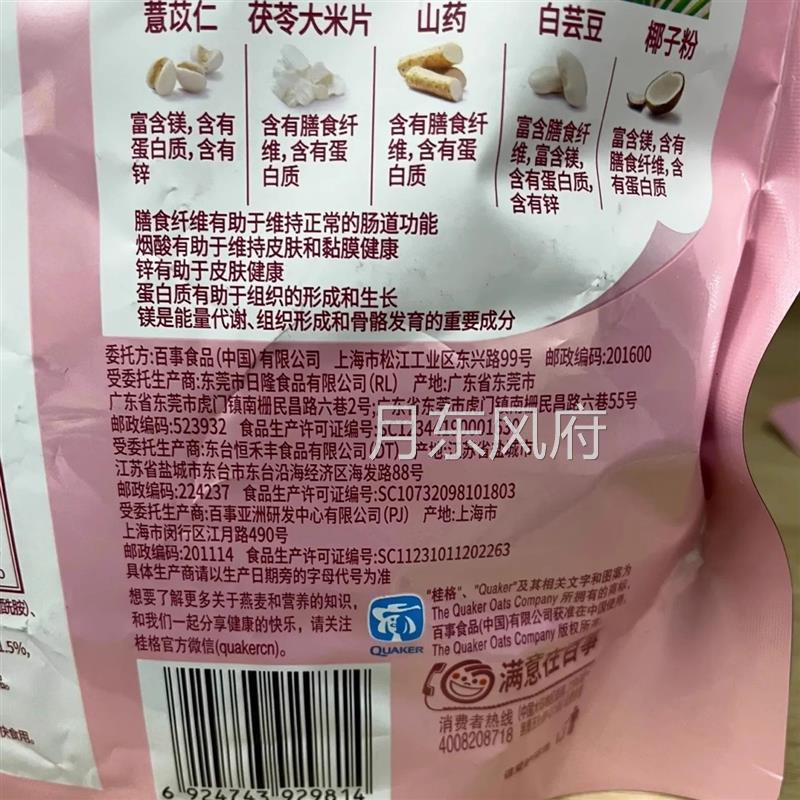 薏苡仁
茯苓大米片
山药
白芸豆
椰子粉
富含镁,含有
蛋白质,含有
锌
含有膳食纤
维,含有蛋
白质
含有膳食纤
维,含有蛋
白质
富含膳食纤
维,富含镁,
含有蛋白质,
含有锌
富含镁,含有
膳食纤维,含
有蛋白质
膳食纤维有助于维持正常的肠道功能
烟酸有助于维持皮肤和黏膜健康
锌有助于皮肤健康
蛋白质有助于组织的形成和生长
镁是能量代谢、组织形成和骨骼发育的重要成分
委托方:百事食品(中国)有限公司 上海市松江工业区东兴路99号 邮政编码:201600
受委托生产商:东莞市日隆食品有限公司(RL) 产地:广东省东莞市
广东省东莞市虎门镇南栅民昌路六巷2号;广东省东莞市虎门镇南栅民昌路六巷55号
邮政编码:523932 食品生产许可证编号:
月东风府
受委托生产商:东台恒禾丰食品有限公司(DT) 产地:江苏省盐城市
江苏省盐城市东台市东台沿海经济区海发路88号
邮政编码:224237 食品生产许可证编号:SC10732098101803
受委托生产商:百事亚洲研发中心有限公司(PJ) 产地:上海市
上海市闵行区江月路490号
邮政编码:201114 食品生产许可证编号:SC11231011202263
具体生产商请以生产日期旁的字母代号为准
想要了解更多关于燕麦和营养的知识,
和我们一起分享健康的快乐，请关注
桂格官方微信(quakercn)。
QUAKER
"桂格"、"Quaker"及其相关文字和图案为
The Quaker Oats Company 所拥有的商标,
百事食品(中国)有限公司获准在中国使用。
The Quaker Oats Company 版权所
满意在百事
消费者热线
4008208718
酰胺)、
1.5%,
快食用。
6 924743 929814